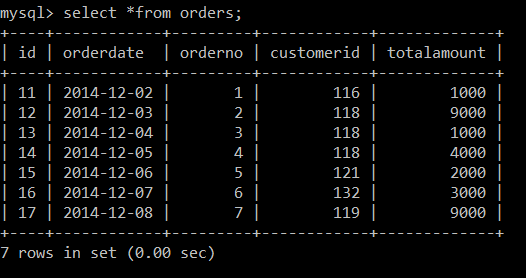 mysql> select *from orders;
+----+------------+---------+------------+-------------+
| id | orderdate | orderno | customerid | totalamount |
+----+------------+---------+------------+-------------+
| 11 | 2014-12-02 | 1 | 116 | 1000 |
| 12 | 2014-12-03 | 2 | 118 | 9000 |
| 13 | 2014-12-04 | 3 | 118 | 1000 |
| 14 | 2014-12-05 | 4 | 118 | 4000 |
| 15 | 2014-12-06 | 5 | 121 | 2000 |
| 16 | 2014-12-07 | 6 | 132 | 3000 |
| 17 | 2014-12-08 | 7 | 119 | 9000 |
+----+------------+---------+------------+-------------+
7 rows in set (0.00 sec)